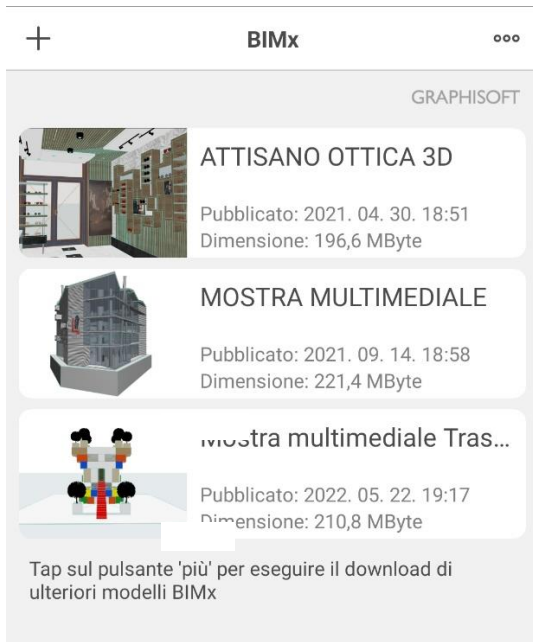 BIMx
GRAPHISOFT
ATTISANO OTTICA 3D
Pubblicato: 2021. 04. 30. 18:51
Dimensione: 196,6 MByte
MOSTRA MULTIMEDIALE
Pubblicato: 2021. 09. 14. 18:58
Dimensione: 221,4 MByte
Mostra multimediale Tras...
Pubblicato: 2022. 05. 22. 19:17
Dimensione: 210,8 MByte
Tap sul pulsante 'più' per eseguire il download di
ulteriori modelli BIMx